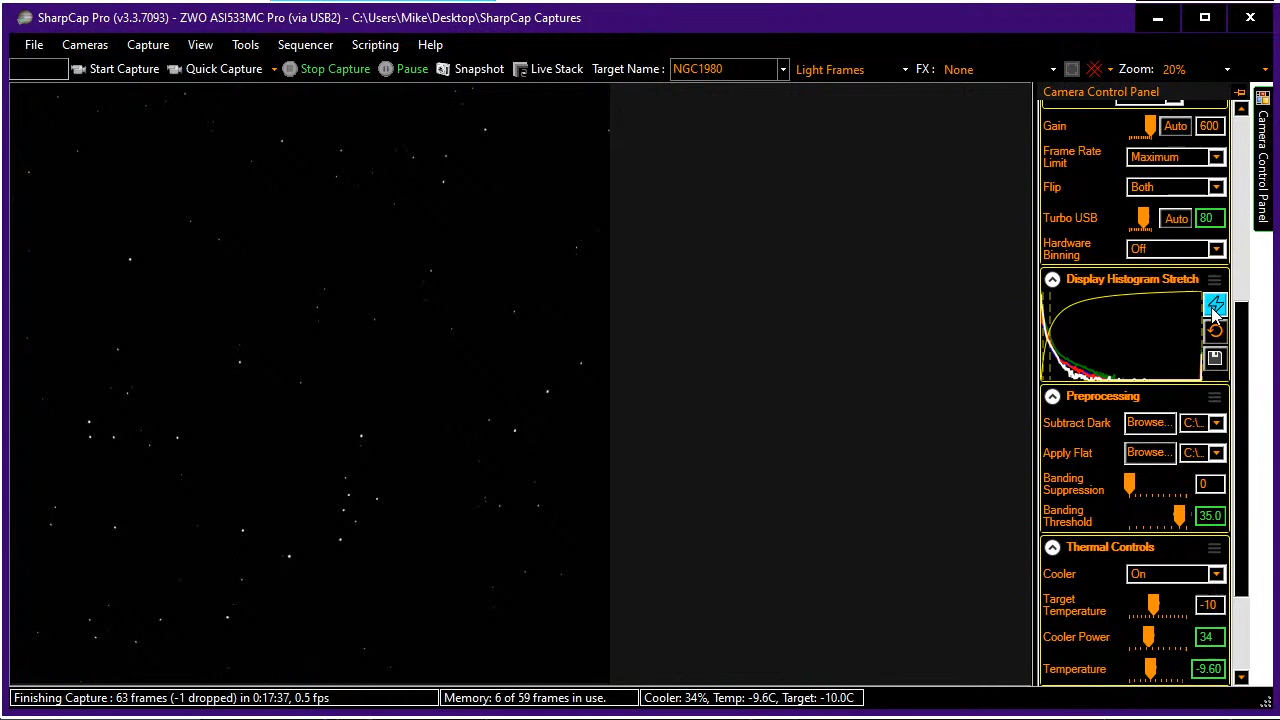 SharpCap Pro (v3.3.7093) - ZWO ASI533MC Pro (via USB2) - C:\Users\Mike\Desktop\SharpCap Captures
File Cameras Capture View Tools Sequencer Scripting Help
Start Capture Quick Capture Stop Capture Pause Snapshot Live Stack Target Name : NGC1980 Light Frames FX : None Zoom: 20%
Camera Control Panel
Camera Control Panel
Gain Auto 600
Frame Rate
Limit Maximum
Flip Both
Turbo USB Auto 80
Hardware
Binning Off
Display Histogram Stretch
Preprocessing
Subtract Dark Browse... C:\...
Apply Flat Browse... C:\...
Banding
Suppression 0
Banding
Threshold 35.0
Thermal Controls
Cooler On
Target
Temperature -10
Cooler Power 34
Temperature -9.60
Finishing Capture : 63 frames (-1 dropped) in 0:17:37, 0.5 fps Memory: 6 of 59 frames in use. Cooler: 34%, Temp: -9.6C, Target: -10.0C